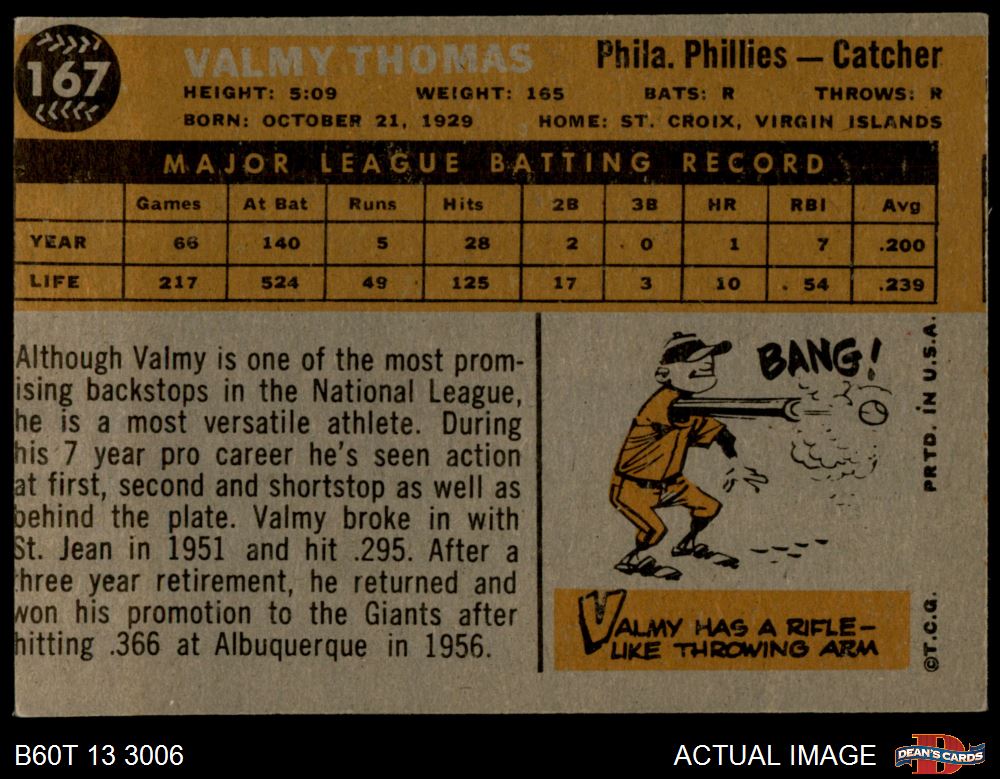 167
VALMY THOMAS
Phila. Phillies — Catcher
HEIGHT: 5:09 WEIGHT: 165 BATS: R THROWS: R
BORN: OCTOBER 21, 1929 HOME: ST. CROIX, VIRGIN ISLANDS
MAJOR LEAGUE BATTING RECORD
Games At Bat Runs Hits 2B 3B HR RBI Avg
YEAR 66 140 5 28 2 0 1 7 .200
LIFE 217 524 49 125 17 3 10 54 .239
Although Valmy is one of the most prom-
ising backstops in the National League,
he is a most versatile athlete. During
his 7 year pro career he's seen action
at first, second and shortstop as well as
behind the plate. Valmy broke in with
St. Jean in 1951 and hit .295. After a
three year retirement, he returned and
won his promotion to the Giants after
hitting .366 at Albuquerque in 1956.
BANG!
VALMY HAS A RIFLE-
LIKE THROWING ARM
©T.C.G. PRTD. IN U.S.A.
B60T 13 3006
ACTUAL IMAGE
DEAN'S CARDS